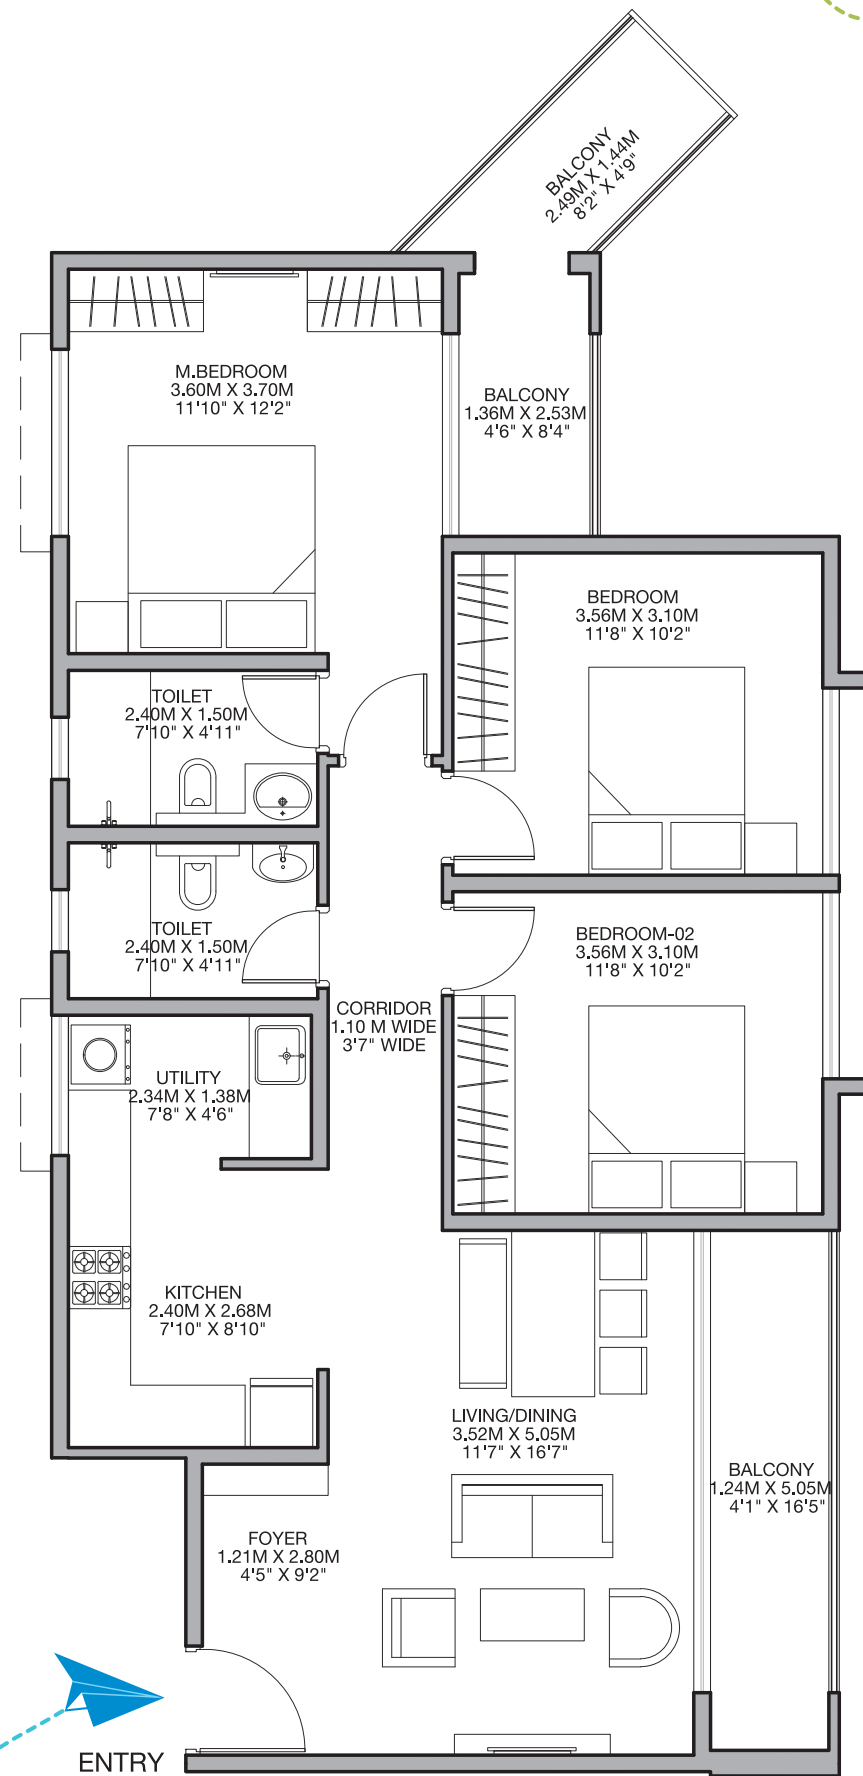 BALCONY
2.49M X 1.44M
8'2" X 4'9"
M.BEDROOM
3.60M X 3.70M
11'10" X 12'2"
BALCONY
1.36M X 2.53M
4'6" X 8'4"
BEDROOM
3.56M X 3.10M
11'8" X 10'2"
TOILET
2.40M X 1.50M
7'10" X 4'11"
TOILET
2.40M X 1.50M
7'10" X 4'11"
BEDROOM-02
3.56M X 3.10M
11'8" X 10'2"
CORRIDOR
1.10 M WIDE
3'7" WIDE
UTILITY
2.34M X 1.38M
7'8" X 4'6"
KITCHEN
2.40M X 2.68M
7'10" X 8'10"
LIVING/DINING
3.52M X 5.05M
11'7" X 16'7"
BALCONY
1.24M X 5.05M
4'1" X 16'5"
FOYER
1.21M X 2.80M
4'5" X 9'2"
ENTRY